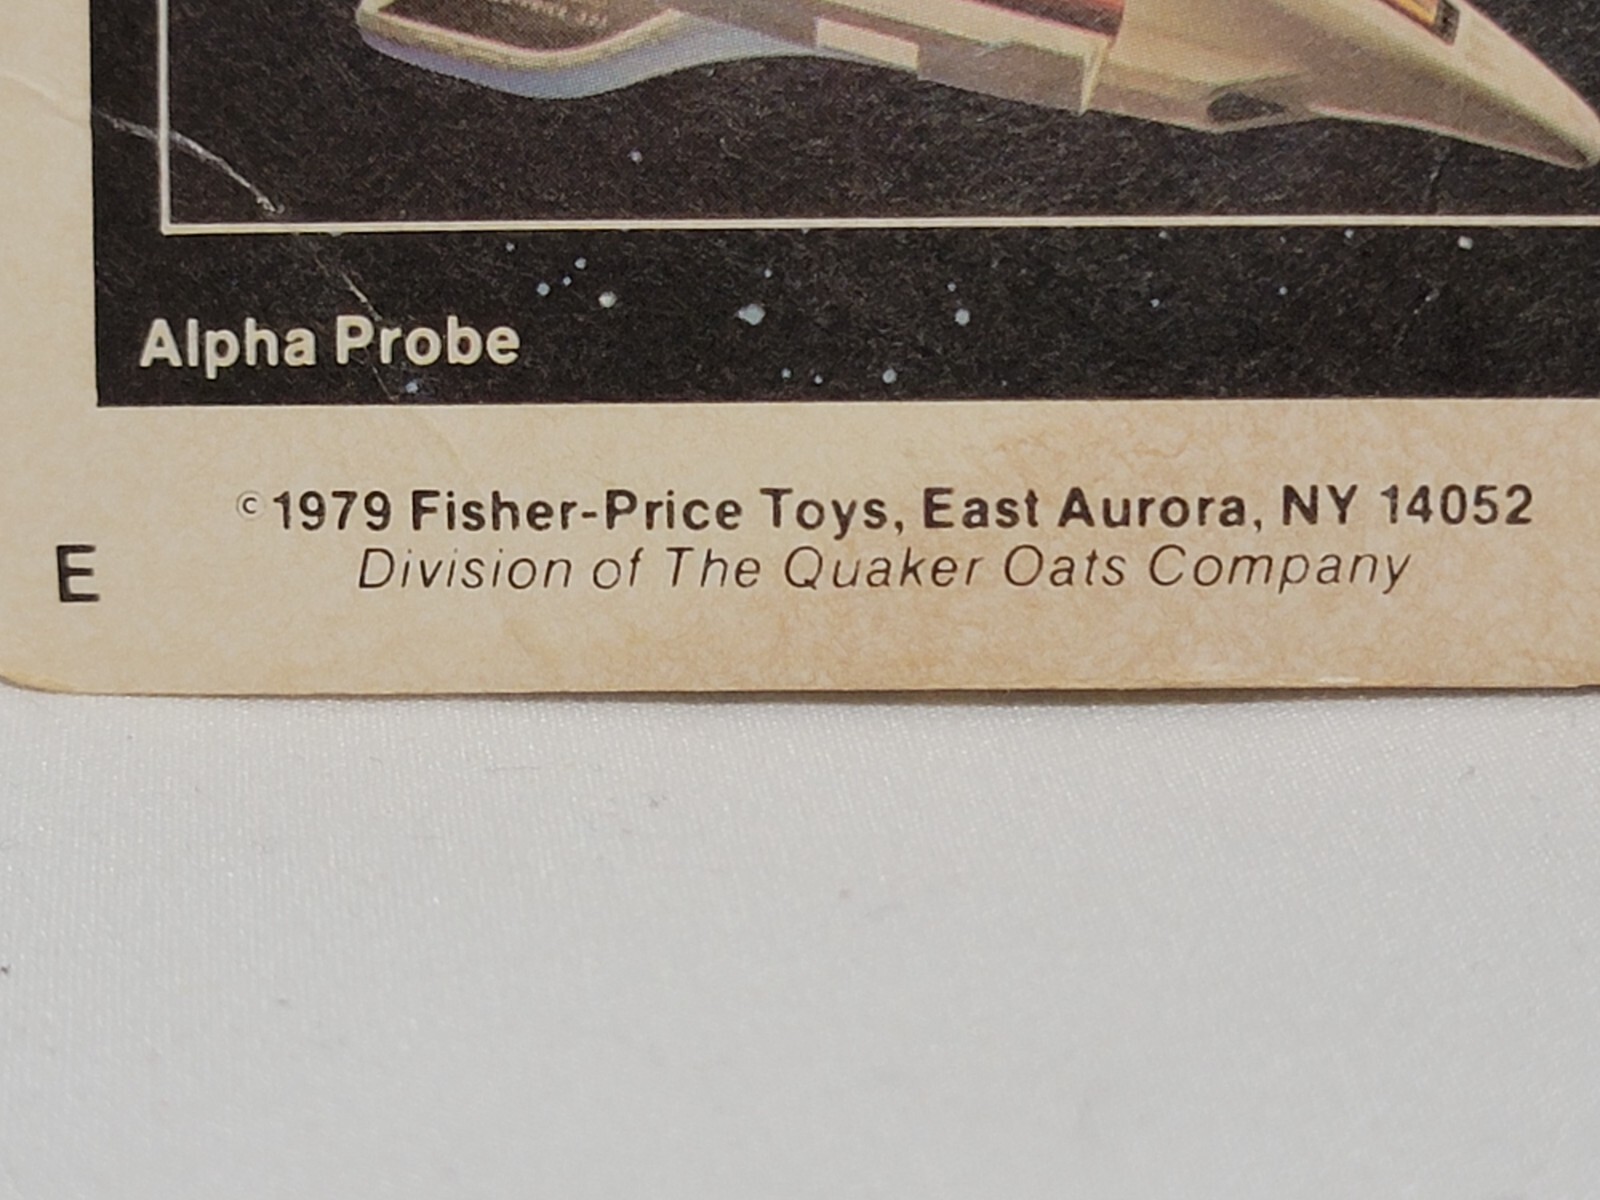 Alpha Probe
© 1979 Fisher-Price Toys, East Aurora, NY 14052
Division of The Quaker Oats Company
E